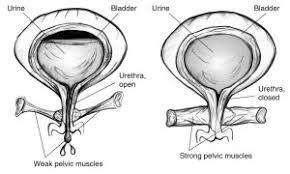 Urine
Bladder
Urethra,
open
Weak pelvic muscles
Urine
Bladder
Urethra,
closed
Strong pelvic muscles